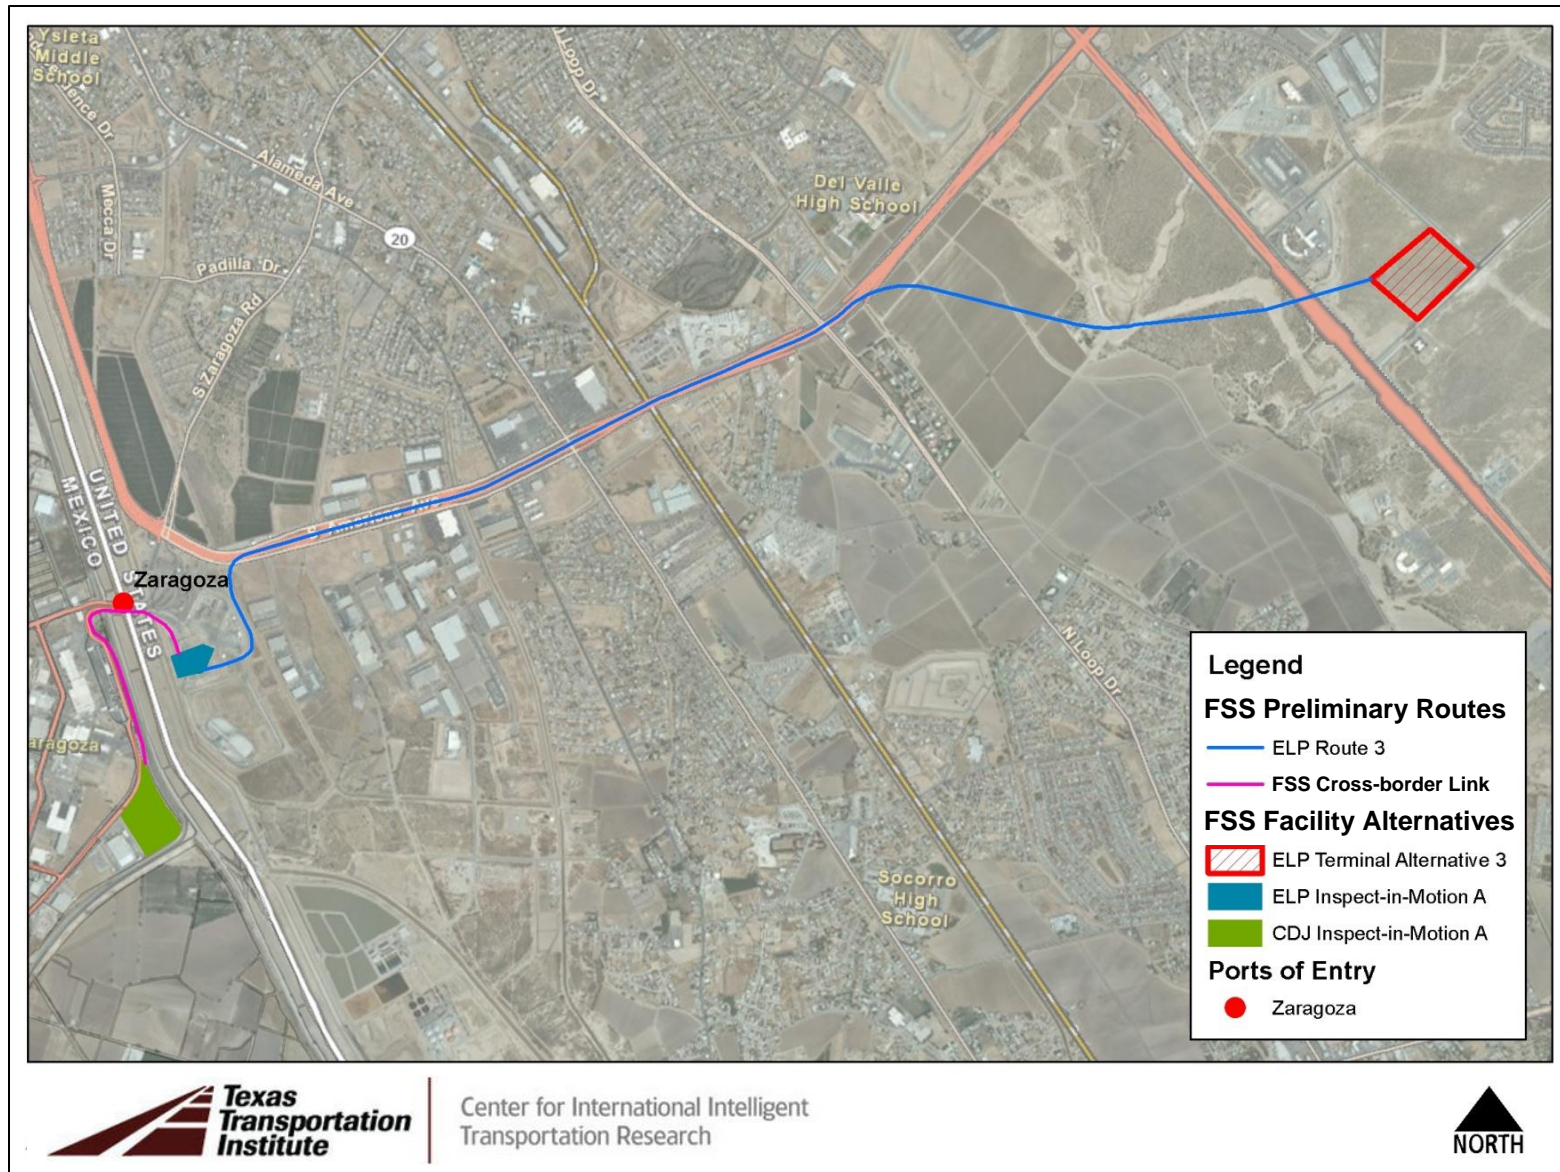 Ysleta
Middle
School
Mecca Dr
Alameda Ave
20
Padilla Dr
S Zaragoza Rd
Loop Dr
Del Valle
High School
UNITED
STATES
MEXICO
Zaragoza
aragoza
N Loop Dr
Socorro
High
School
Legend
FSS Preliminary Routes
ELP Route 3
FSS Cross-border Link
FSS Facility Alternatives
ELP Terminal Alternative 3
ELP Inspect-in-Motion A
CDJ Inspect-in-Motion A
Ports of Entry
Zaragoza
Texas
Transportation
Institute
Center for International Intelligent
Transportation Research
NORTH